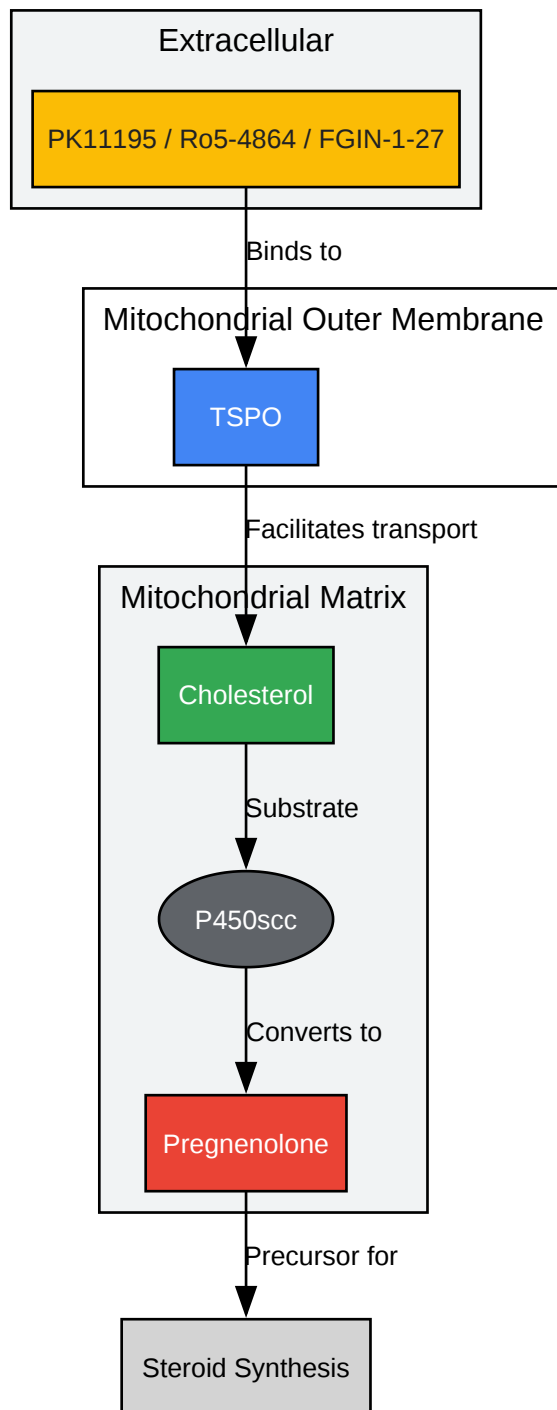 Extracellular
PK11195 / Ro5-4864 / FGIN-1-27
Binds to
Mitochondrial Outer Membrane
TSPO
Facilitates transport
Mitochondrial Matrix
Cholesterol
Substrate
P450scc
Converts to
Pregnenolone
Precursor for
Steroid Synthesis